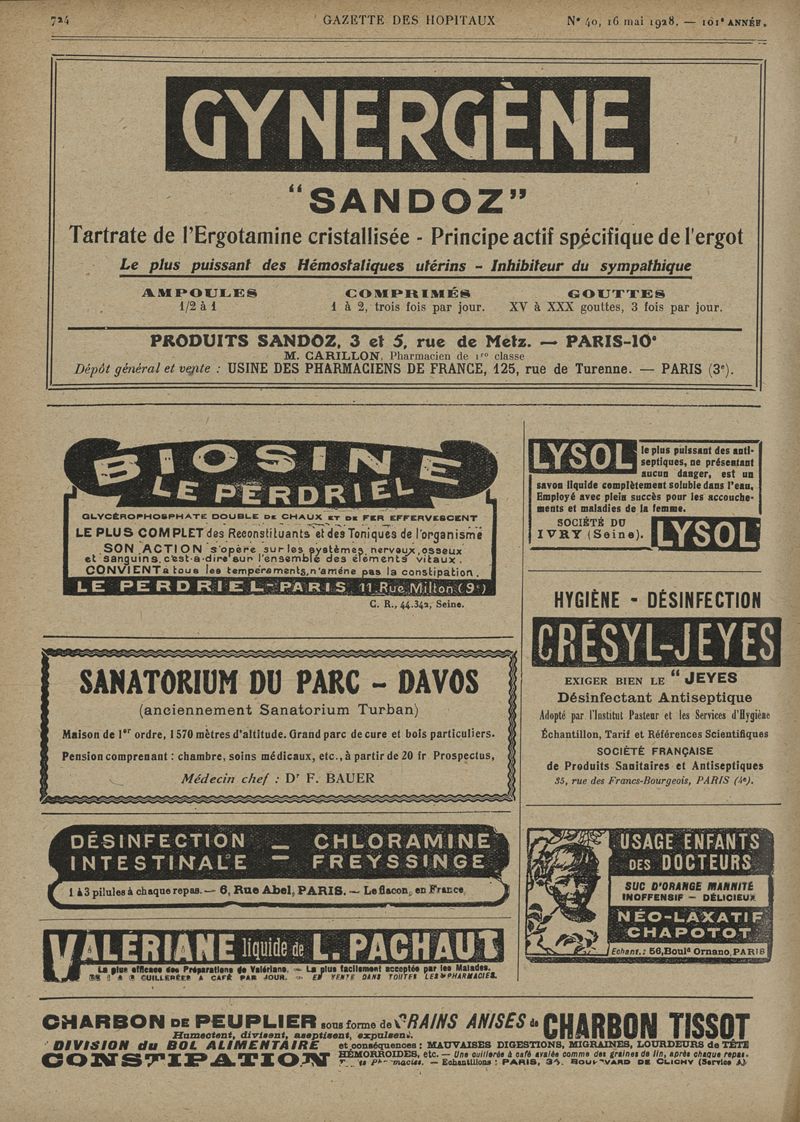 724
GAZETTE DES HOPITAUX
N° 40, 16 mai 1928. — 101e ANNÉE.
GYNERGÈNE
"SANDOZ"
Tartrate de l'Ergotamine cristallisée - Principe actif spécifique de l'ergot
Le plus puissant des Hémostatiques utérins - Inhibiteur du sympathique
AMPOULES
1/2 à 1
COMPRIMÉS
1 à 2, trois fois par jour.
GOUTTES
XV à XXX gouttes, 3 fois par jour.
PRODUITS SANDOZ, 3 et 5, rue de Metz. — PARIS-10e
M. CARILLON, Pharmacien de 1re classe
Dépôt général et vente : USINE DES PHARMACIENS DE FRANCE, 125, rue de Turenne. — PARIS (3e).
BIOSINE
LE PERDRIEL
GLYCÉROPHOSPHATE DOUBLE DE CHAUX ET DE FER EFFERVESCENT
LE PLUS COMPLET des Reconstituants et des Toniques de l'organisme
SON ACTION s'opère sur les systèmes nerveux, osseux
et sanguins, c'est-à-dire sur l'ensemble des éléments vitaux.
CONVIENT à tous les tempéraments, n'amène pas la constipation.
LE PERDRIEL-PARIS, 11 Rue Milton (9e)
C. R., 44.342, Seine.
SANATORIUM DU PARC - DAVOS
(anciennement Sanatorium Turban)
Maison de 1er ordre, 1570 mètres d'altitude. Grand parc de cure et bois particuliers.
Pension comprenant : chambre, soins médicaux, etc., à partir de 20 fr Prospectus,
Médecin chef : Dr F. BAUER
DÉSINFECTION — CHLORAMINE
INTESTINALE — FREYSSINGE
1 à 3 pilules à chaque repas. — 6, Rue Abel, PARIS. — Le flacon, en France,
VALÉRIANE liquide de L. PACHAUT
La plus efficace des Préparations de Valériane. — La plus facilement acceptée par les Malades.
CUILLERÉES A CAFÉ PAR JOUR. — EN VENTE DANS TOUTES LES PHARMACIES.
LYSOL
le plus puissant des anti-
septiques, ne présentant
aucun danger, est un
savon liquide complètement soluble dans l'eau.
Employé avec plein succès pour les accouche-
ments et maladies de la femme.
SOCIÉTÉ DU
IVRY (Seine).
LYSOL
HYGIÈNE - DÉSINFECTION
CRÉSYL-JEYES
EXIGER BIEN LE "JEYES
Désinfectant Antiseptique
Adopté par l'Institut Pasteur et les Services d'Hygiène
Échantillon, Tarif et Références Scientifiques
SOCIÉTÉ FRANÇAISE
de Produits Sanitaires et Antiseptiques
35, rue des Francs-Bourgeois, PARIS (4e).
USAGE ENFANTS
DES DOCTEURS
SUC D'ORANGE MANNITÉ
INOFFENSIF — DÉLICIEUX
NÉO-LAXATIF
CHAPOTOT
Echant.: 56, Bould Ornano, PARIS
CHARBON DE PEUPLIER sous forme de GRAINS ANISÉS de CHARBON TISSOT
Humectent, divisent, aseptisent, expulsent.
DIVISION du BOL ALIMENTAIRE et conséquences : MAUVAISES DIGESTIONS, MIGRAINES, LOURDEURS de TÊTE
CONSTIPATION HÉMORROIDES, etc. — Une cuillerée à café avalée comme des graines de lin, après chaque repas.
— Echantillons : PARIS, 34, BOULEVARD DE CLICHY